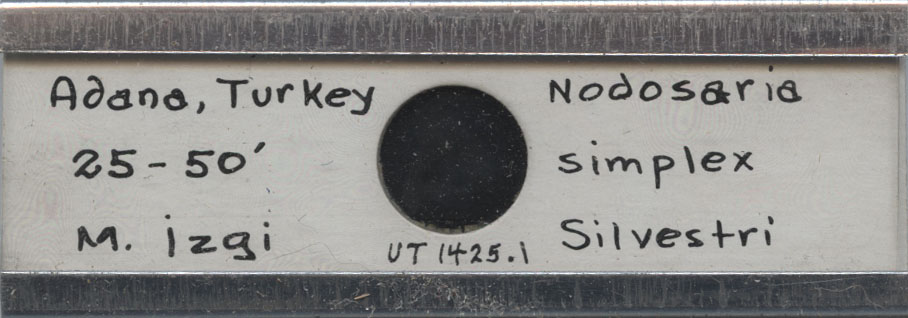 Adana, Turkey
25-50'
M. izgi
UT 1425.1
Nodosaria
simplex
Silvestri